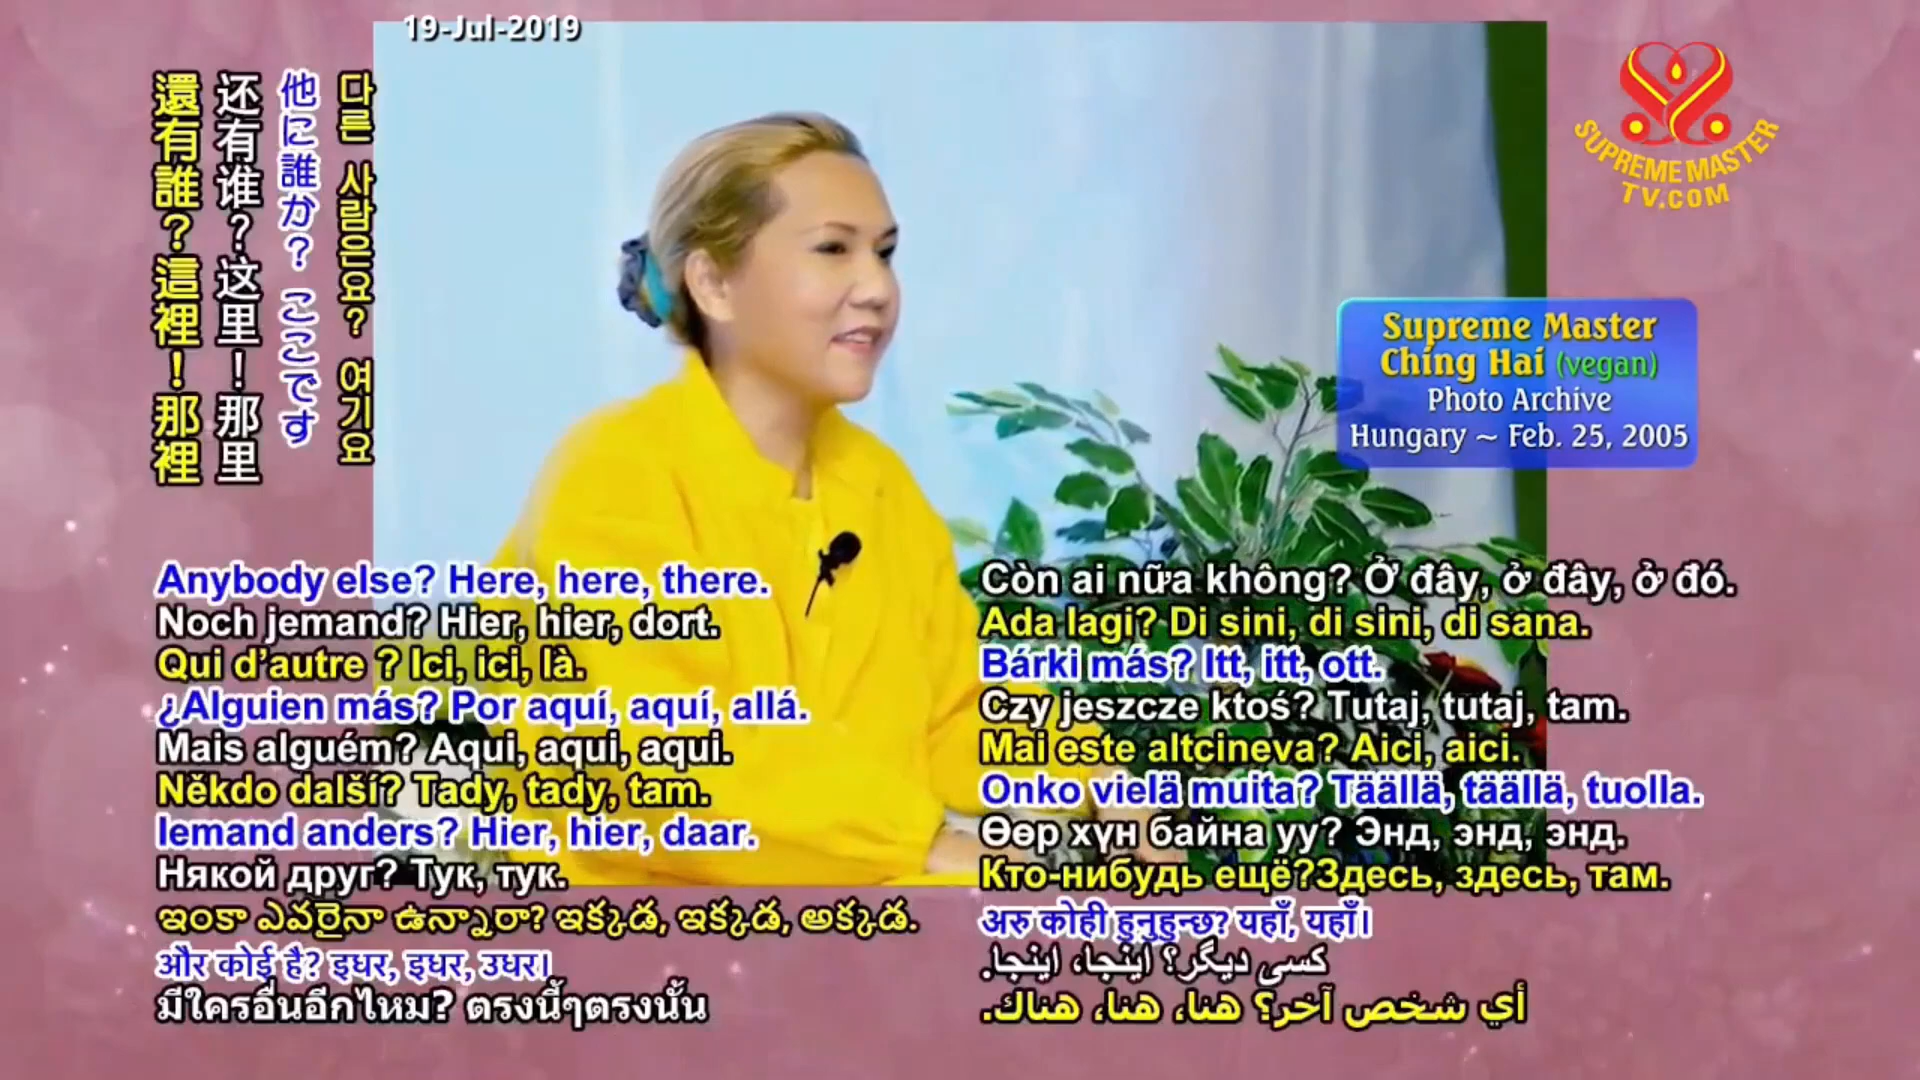 19-Jul-2019
SUPREME MASTER
TV.COM
還有誰？這裡！那裡
还有谁？这里！那里
他に誰か？ ここです
다른 사람은요? 여기요
Supreme Master
Ching Hai (vegan)
Photo Archive
Hungary ~ Feb. 25, 2005
Anybody else? Here, here, there.
Noch jemand? Hier, hier, dort.
Qui d’autre ? Ici, ici, là.
¿Alguien más? Por aquí, aquí, allá.
Mais alguém? Aqui, aqui, aqui.
Někdo další? Tady, tady, tam.
Iemand anders? Hier, hier, daar.
Някой друг? Тук, тук.
ఇంకా ఎవరైనా ఉన్నారా? ఇక్కడ, ఇక్కడ, అక్కడ.
और कोई है? इधर, इधर, उधर।
มีใครอื่นอีกไหม? ตรงนี้ๆตรงนั้น
Còn ai nữa không? Ở đây, ở đây, ở đó.
Ada lagi? Di sini, di sini, di sana.
Bárki más? Itt, itt, ott.
Czy jeszcze ktoś? Tutaj, tutaj, tam.
Mai este altcineva? Aici, aici.
Onko vielä muita? Täällä, täällä, tuolla.
Өөр хүн байна уу? Энд, энд, энд.
Кто-нибудь ещё?Здесь, здесь, там.
अरु कोही हुनुहुन्छ? यहाँ, यहाँ।
کسی دیگر؟ اینجا، اینجا.
أي شخص آخر؟ هنا، هنا، هناك.